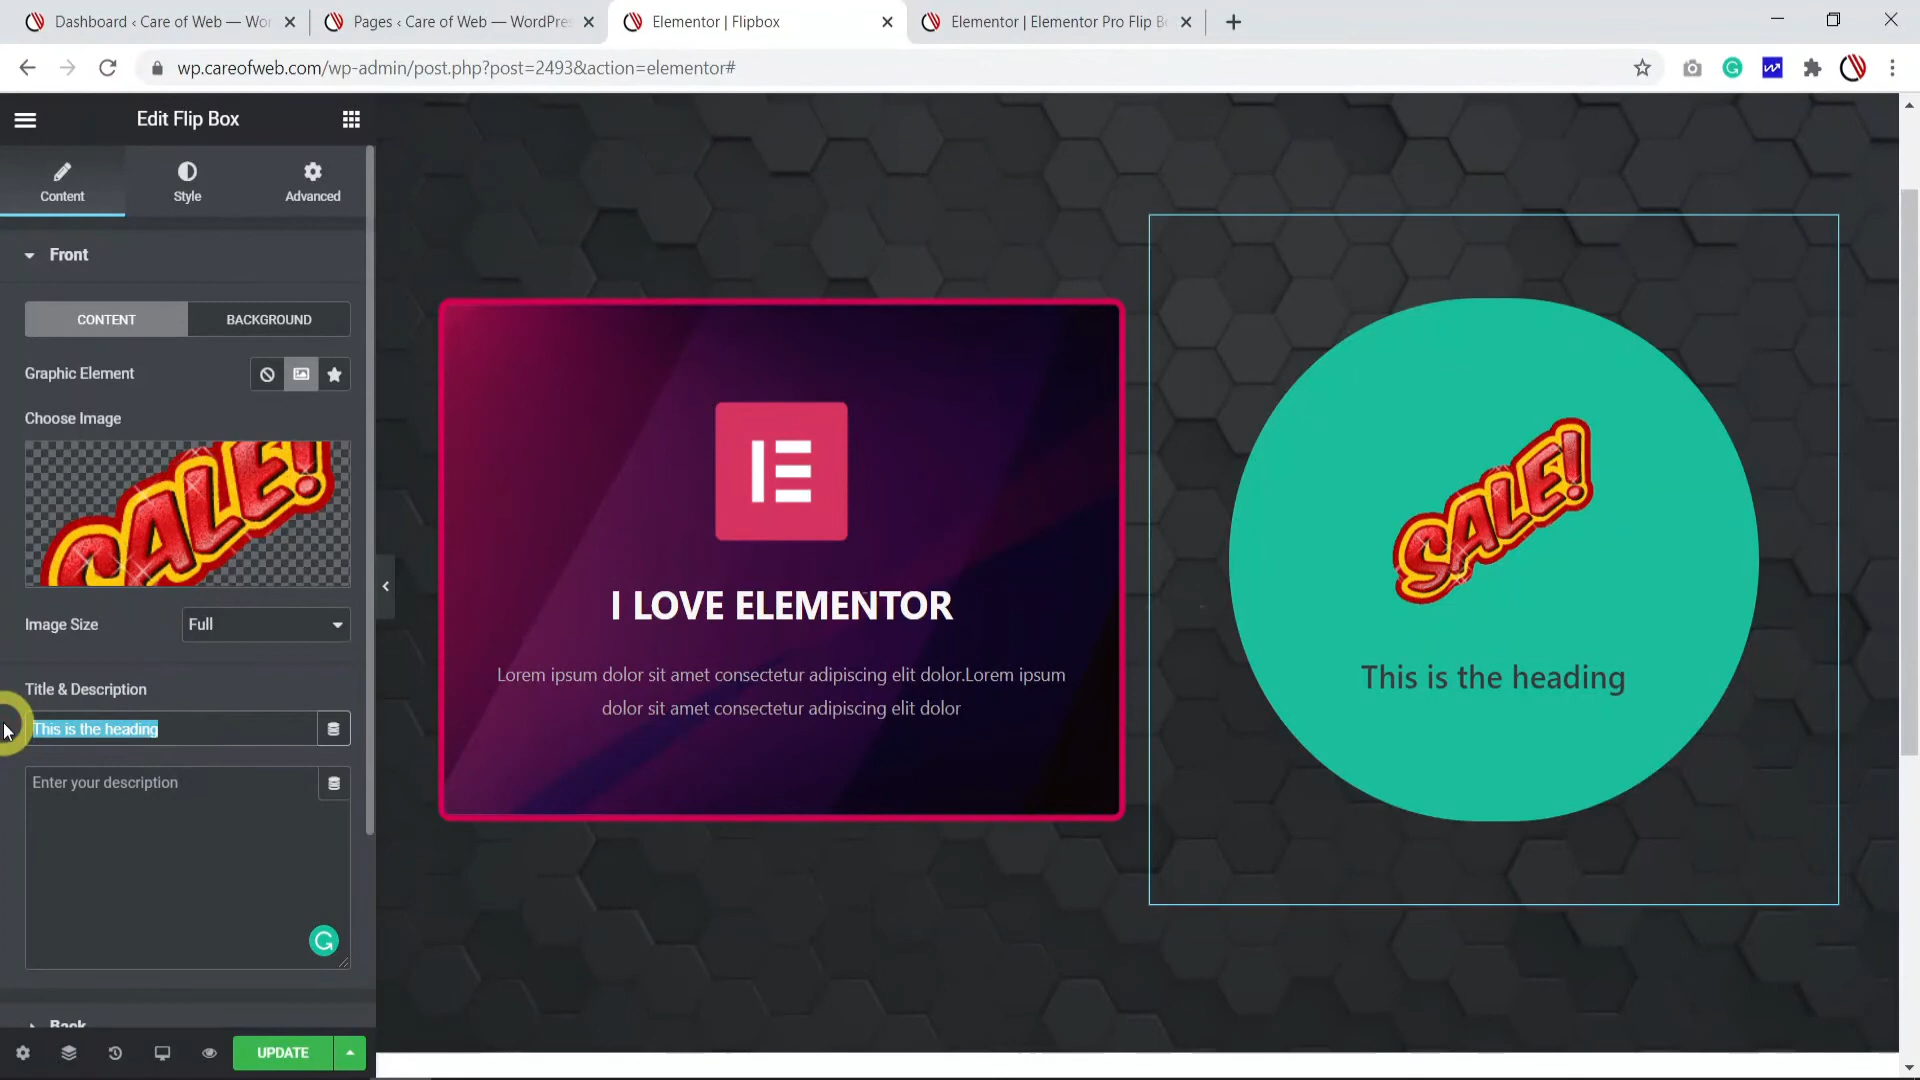 Dashboard ‹ Care of Web — Wor
Pages ‹ Care of Web — WordPres
Elementor | Flipbox
Elementor | Elementor Pro Flip B
wp.careofweb.com/wp-admin/post.php?post=2493&action=elementor#
Edit Flip Box
Content
Style
Advanced
Front
CONTENT
BACKGROUND
Graphic Element
Choose Image
SALE!
Image Size
Full
Title & Description
This is the heading
Enter your description
Back
UPDATE
I LOVE ELEMENTOR
Lorem ipsum dolor sit amet consectetur adipiscing elit dolor.Lorem ipsum
dolor sit amet consectetur adipiscing elit dolor
SALE!
This is the heading